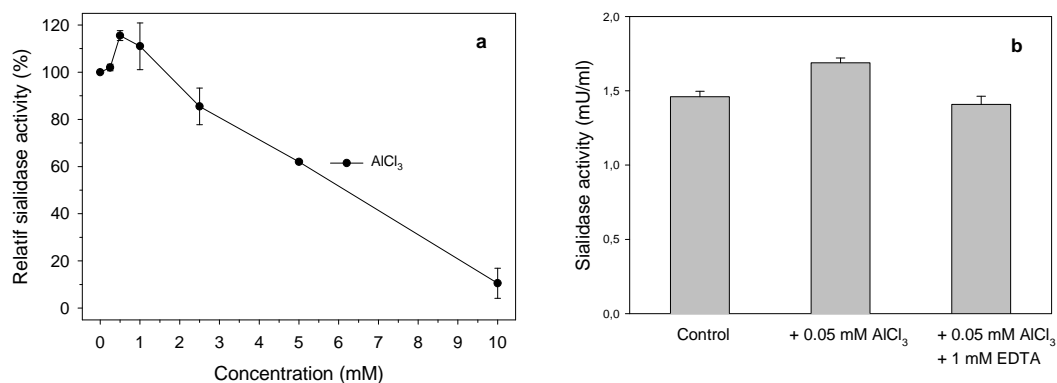 a
Relatif sialidase activity (%)
120
100
80
60
40
20
0
AlCl₃
0 1 2 3 4 5 6 7 8 9 10
Concentration (mM)
b
Sialidase activity (mU/ml)
2,0
1,5
1,0
0,5
0,0
Control
+ 0.05 mM AlCl₃
+ 0.05 mM AlCl₃
+ 1 mM EDTA